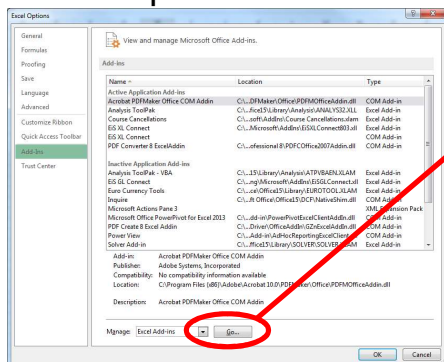 Excel Options
General
Formulas
Proofing
Save
Language
Advanced
Customize Ribbon
Quick Access Toolbar
Add-Ins
Trust Center
View and manage Microsoft Office Add-ins.
Add-ins
Name Location Type
Active Application Add-ins
Acrobat PDFMaker Office COM Addin C:\...DFMaker\Office\PDFMOfficeAddin.dll COM Add-in
Analysis ToolPak C:\...fice15\Library\Analysis\ANALYS32.XLL Excel Add-in
Course Cancellations C:\...soft\AddIns\Course Cancellations.xlam Excel Add-in
EiS XL Connect COM Add-in
EiS XL Connect C:\...Microsoft\AddIns\EiSXLConnect803.xll Excel Add-in
PDF Converter 8 ExcelAddin C:\...ofessional 8\PDFCOffice2007Addin.dll COM Add-in
Inactive Application Add-ins
Analysis ToolPak - VBA C:\...15\Library\Analysis\ATPVBAEN.XLAM Excel Add-in
EiS GL Connect C:\...ng\Microsoft\AddIns\EiSGLConnect.xll Excel Add-in
Euro Currency Tools C:\...ce\Office15\Library\EUROTOOL.XLAM Excel Add-in
Inquire C:\...ft Office\Office15\DCF\NativeShim.dll COM Add-in
Microsoft Actions Pane 3 XML Expansion Pack
Microsoft Office PowerPivot for Excel 2013 C:\...dd-in\PowerPivotExcelClientAddIn.dll COM Add-in
PDF Create 8 Excel Addin C:\...Driver\OfficeAddIn\GZnExcelAddIn.dll COM Add-in
Power View C:\...Add-in\AdHocReportingExcelClient COM Add-in
Solver Add-in C:\...ffice15\Library\SOLVER\SOLVER.XLAM Excel Add-in
Add-in: Acrobat PDFMaker Office COM Addin
Publisher: Adobe Systems, Incorporated
Compatibility: No compatibility information available
Location: C:\Program Files (x86)\Adobe\Acrobat 10.0\PDFMaker\Office\PDFMOfficeAddin.dll
Description: Acrobat PDFMaker Office COM Addin
Manage: Excel Add-ins Go...
OK Cancel